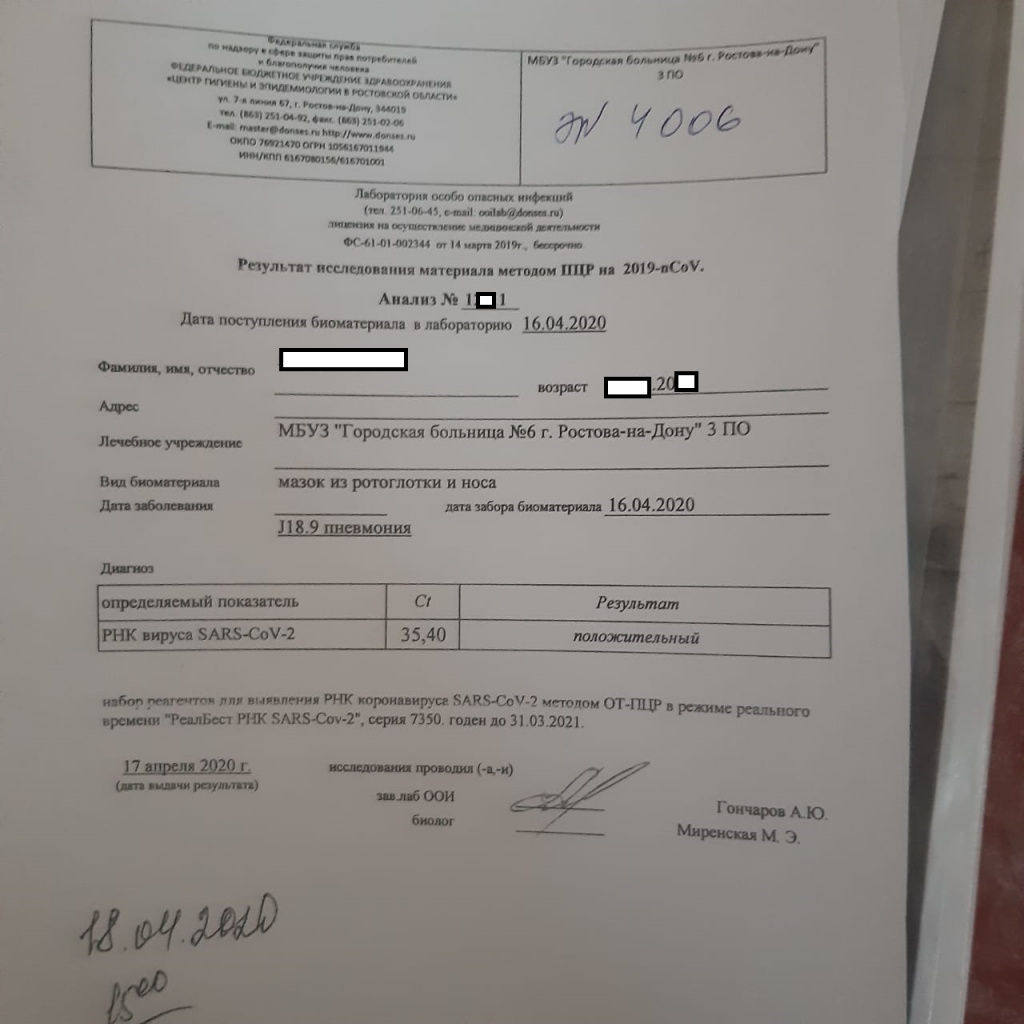 Федеральная служба
по надзору в сфере защиты прав потребителей
и благополучия человека
ФЕДЕРАЛЬНОЕ БЮДЖЕТНОЕ УЧРЕЖДЕНИЕ ЗДРАВООХРАНЕНИЯ
«ЦЕНТР ГИГИЕНЫ И ЭПИДЕМИОЛОГИИ В РОСТОВСКОЙ ОБЛАСТИ»
ул. 7-я линия 67, г. Ростов-на-Дону, 344019
тел. (863) 251-04-92, факс. (863) 251-02-06
E-mail: master@donses.ru http://www.donses.ru
ОКПО 76921470 ОГРН 1056167011944
ИНН/КПП 6167080156/616701001
МБУЗ "Городская больница №6 г. Ростова-на-Дону"
3 ПО
4006
Лаборатория особо опасных инфекций
(тел. 251-06-45, e-mail: ooilab@donses.ru)
лицензия на осуществление медицинской деятельности
ФС-61-01-002344 от 14 марта 2019г., бессрочно
Результат исследования материала методом ПЦР на 2019-nCoV.
Анализ № 1 1
Дата поступления биоматериала в лабораторию 16.04.2020
Фамилия, имя, отчество
возраст .20
Адрес
Лечебное учреждение МБУЗ "Городская больница №6 г. Ростова-на-Дону" 3 ПО
Вид биоматериала мазок из ротоглотки и носа
Дата заболевания дата забора биоматериала 16.04.2020
J18.9 пневмония
Диагноз
определяемый показатель Ct Результат
РНК вируса SARS-CoV-2 35,40 положительный
набор реагентов для выявления РНК коронавируса SARS-CoV-2 методом ОТ-ПЦР в режиме реального
времени "РеалБест РНК SARS-Cov-2", серия 7350. годен до 31.03.2021.
17 апреля 2020 г. исследования проводил (-а,-и)
(дата выдачи результата)
зав.лаб ООИ Гончаров А.Ю.
биолог Миренская М. Э.
18.04.2020
15 00